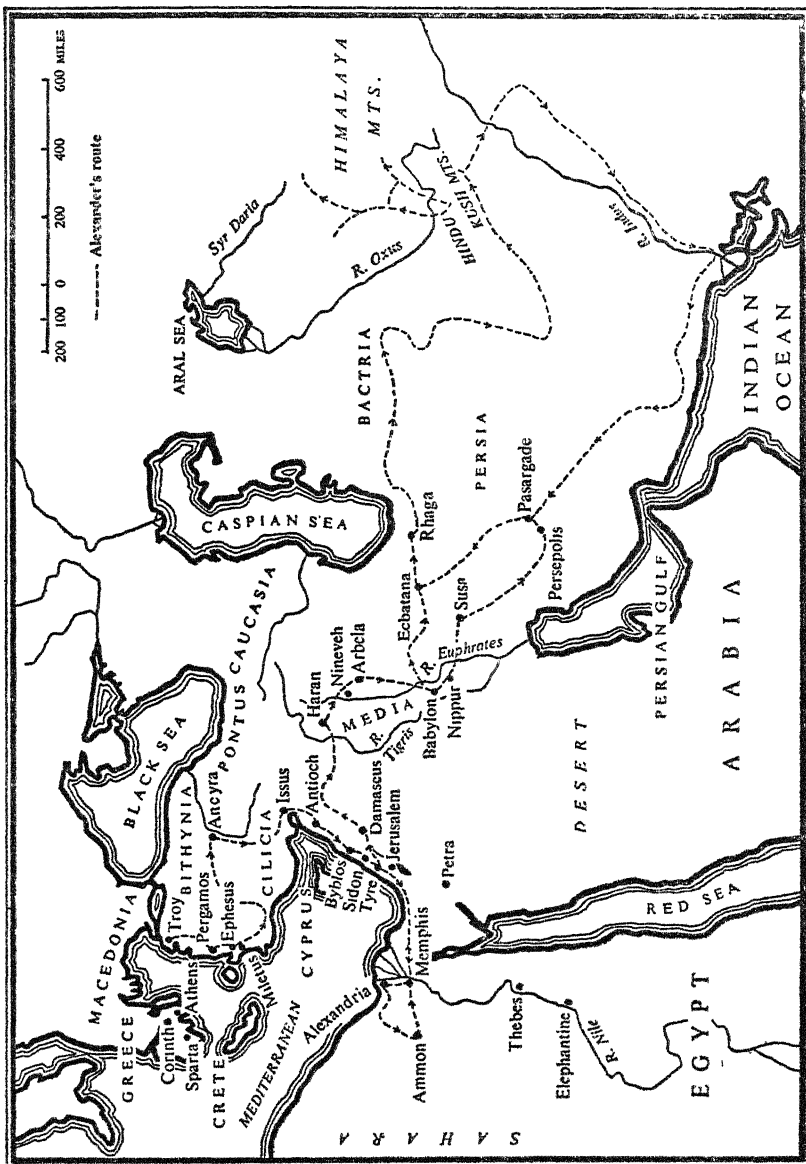 600 MILES
400
200
0
100
200
Alexander's route
HIMALAYA
MTS.
Syr Daria
ARAL SEA
R. Oxus
HINDU
KUSH MTS.
R. Indus
BACTRIA
CASPIAN SEA
PERSIA
Rhaga
Ecbatana
Pasargade
Persepolis
Susa
INDIAN
OCEAN
PERSIAN GULF
CAUCASIA
PONTUS
BLACK SEA
Haran
Nineveh
Arbela
MEDIA
R.
Tigris
R.
Euphrates
Babylon
Nippur
DESERT
ARABIA
MACEDONIA
BITHYNIA
Ancyra
Troy
Pergamos
Ephesus
Miletus
CILICIA
Issus
Antioch
CYPRUS
Damascus
Byblos
Sidon
Tyre
Jerusalem
Petra
RED SEA
GREECE
Corinth
Athens
Sparta
CRETE
MEDITERRANEAN
Alexandria
Memphis
Ammon
Thebes
Elephantine
R. Nile
EGYPT
SAHARA